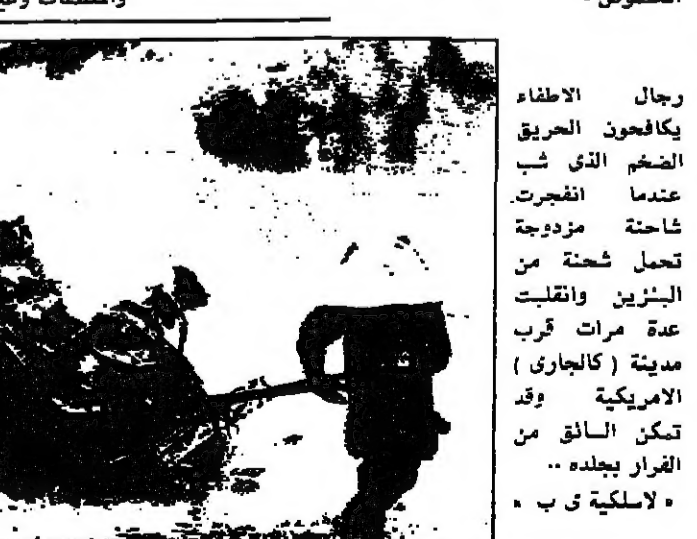 رجال الاطفاء
يكافحون الحريق
الضخم الذى شب
عندما انفجرت
شاحنة مزدوجة
تحمل شحنة من
البنزين وانقلبت
عدة مرات قرب
مدينة ( كالجارى )
الامريكية وقد
تمكن السائق من
الفرار بجلده ..
« لاسلكية ى ب »